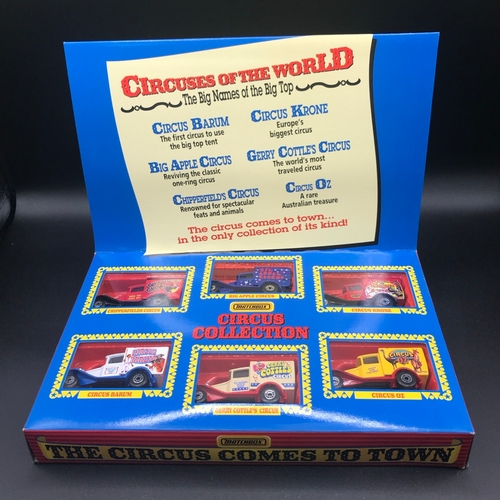 CIRCUSES OF THE WORLD
The Big Names of the Big Top
CIRCUS BARUM
The first circus to use
the big top tent
CIRCUS KRONE
Europe's
biggest circus
BIG APPLE CIRCUS
Reviving the classic
one-ring circus
GERRY COTTLE'S CIRCUS
The world's most
traveled circus
CHIPPERFIELD'S CIRCUS
Renowned for spectacular
feats and animals
CIRCUS OZ
A rare
Australian treasure
The circus comes to town...
in the only collection of its kind!
CHIPPERFIELDS CIRCUS
BIG APPLE CIRCUS
CIRCUS KRONE
MATCHBOX
CIRCUS
COLLECTION
CIRCUS BARUM
GERRY COTTLE'S CIRCUS
COTTLES
CIRCUS
CIRCUS OZ
MATCHBOX
THE CIRCUS COMES TO TOWN